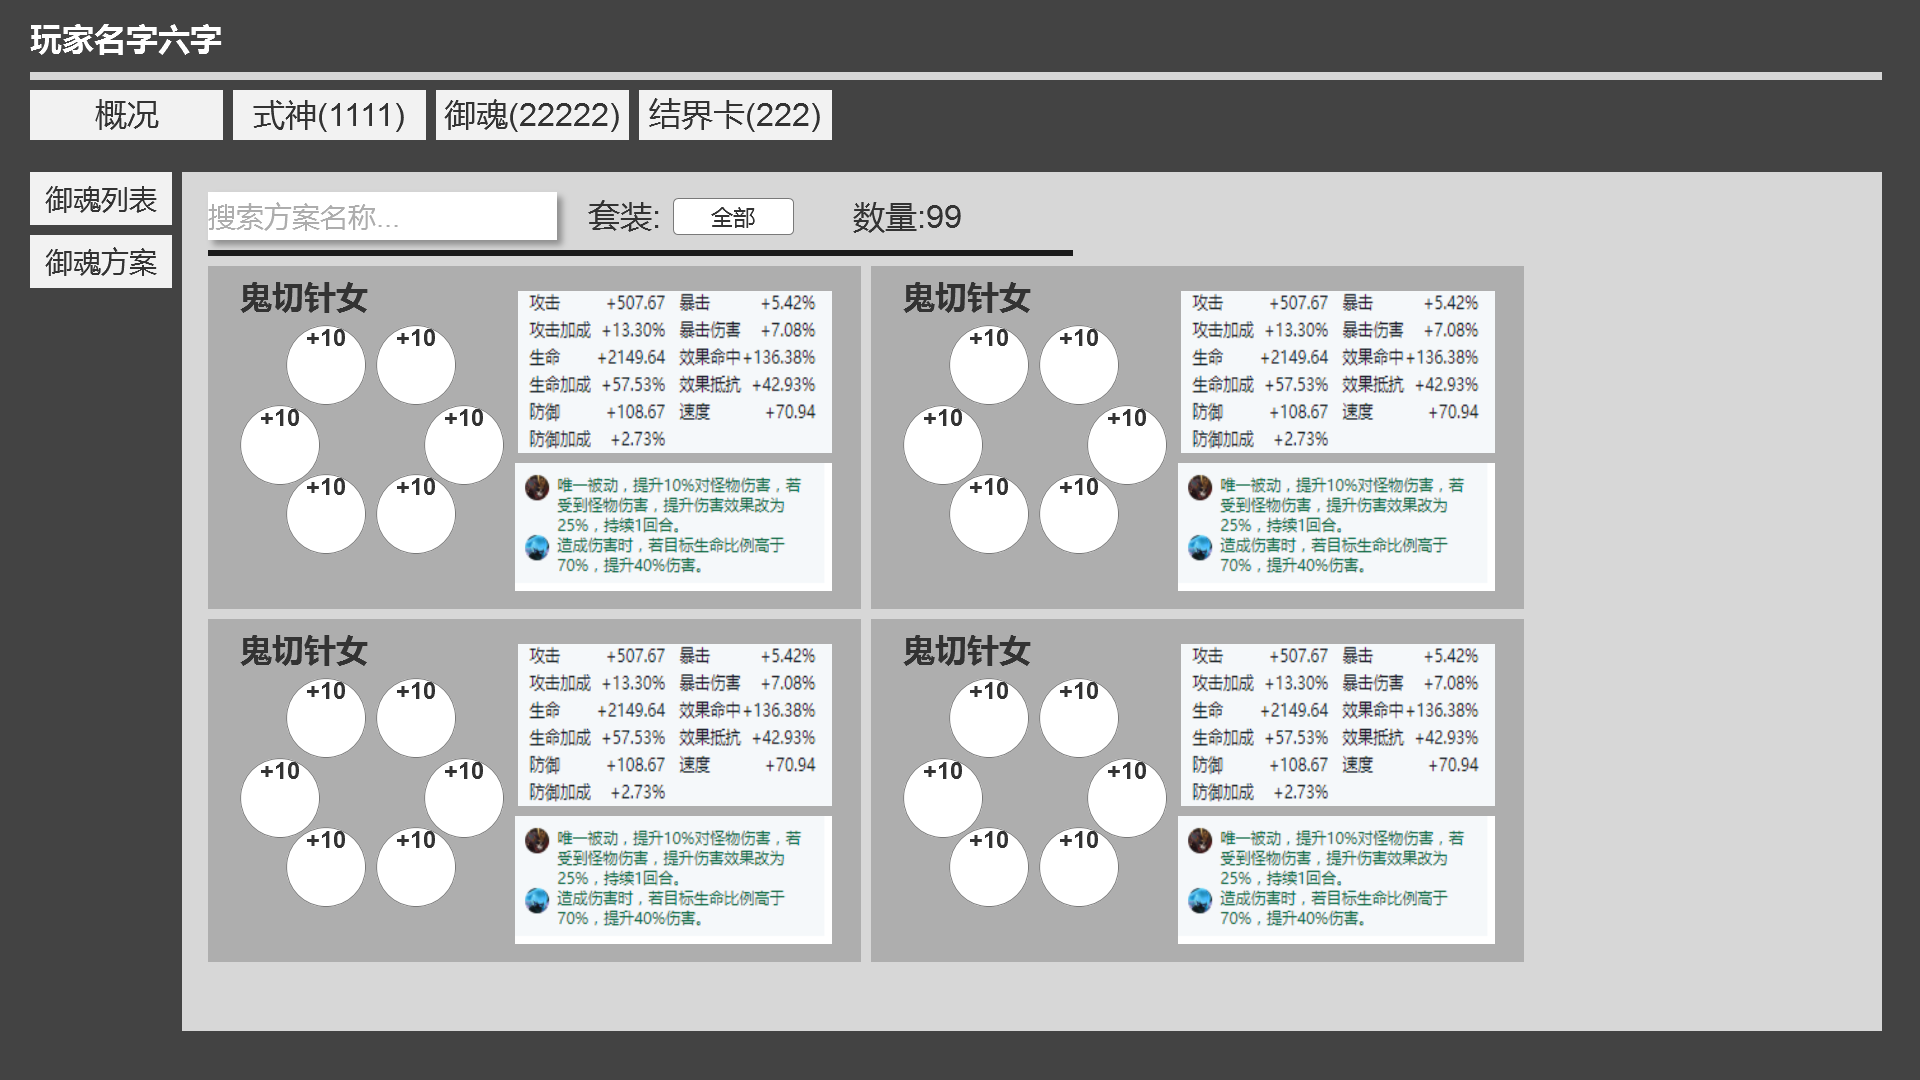 玩家名字六字
概况
式神(1111)
御魂(22222)
结界卡(222)
御魂列表
御魂方案
搜索方案名称...
套装:
全部
数量:99
鬼切针女
+10
+10
+10
+10
+10
+10
攻击 +507.67 暴击 +5.42%
攻击加成 +13.30% 暴击伤害 +7.08%
生命 +2149.64 效果命中 +136.38%
生命加成 +57.53% 效果抵抗 +42.93%
防御 +108.67 速度 +70.94
防御加成 +2.73%
唯一被动，提升10%对怪物伤害，若
受到怪物伤害，提升伤害效果改为
25%，持续1回合。
造成伤害时，若目标生命比例高于
70%，提升40%伤害。
鬼切针女
+10
+10
+10
+10
+10
+10
攻击 +507.67 暴击 +5.42%
攻击加成 +13.30% 暴击伤害 +7.08%
生命 +2149.64 效果命中 +136.38%
生命加成 +57.53% 效果抵抗 +42.93%
防御 +108.67 速度 +70.94
防御加成 +2.73%
唯一被动，提升10%对怪物伤害，若
受到怪物伤害，提升伤害效果改为
25%，持续1回合。
造成伤害时，若目标生命比例高于
70%，提升40%伤害。
鬼切针女
+10
+10
+10
+10
+10
+10
攻击 +507.67 暴击 +5.42%
攻击加成 +13.30% 暴击伤害 +7.08%
生命 +2149.64 效果命中 +136.38%
生命加成 +57.53% 效果抵抗 +42.93%
防御 +108.67 速度 +70.94
防御加成 +2.73%
唯一被动，提升10%对怪物伤害，若
受到怪物伤害，提升伤害效果改为
25%，持续1回合。
造成伤害时，若目标生命比例高于
70%，提升40%伤害。
鬼切针女
+10
+10
+10
+10
+10
+10
攻击 +507.67 暴击 +5.42%
攻击加成 +13.30% 暴击伤害 +7.08%
生命 +2149.64 效果命中 +136.38%
生命加成 +57.53% 效果抵抗 +42.93%
防御 +108.67 速度 +70.94
防御加成 +2.73%
唯一被动，提升10%对怪物伤害，若
受到怪物伤害，提升伤害效果改为
25%，持续1回合。
造成伤害时，若目标生命比例高于
70%，提升40%伤害。